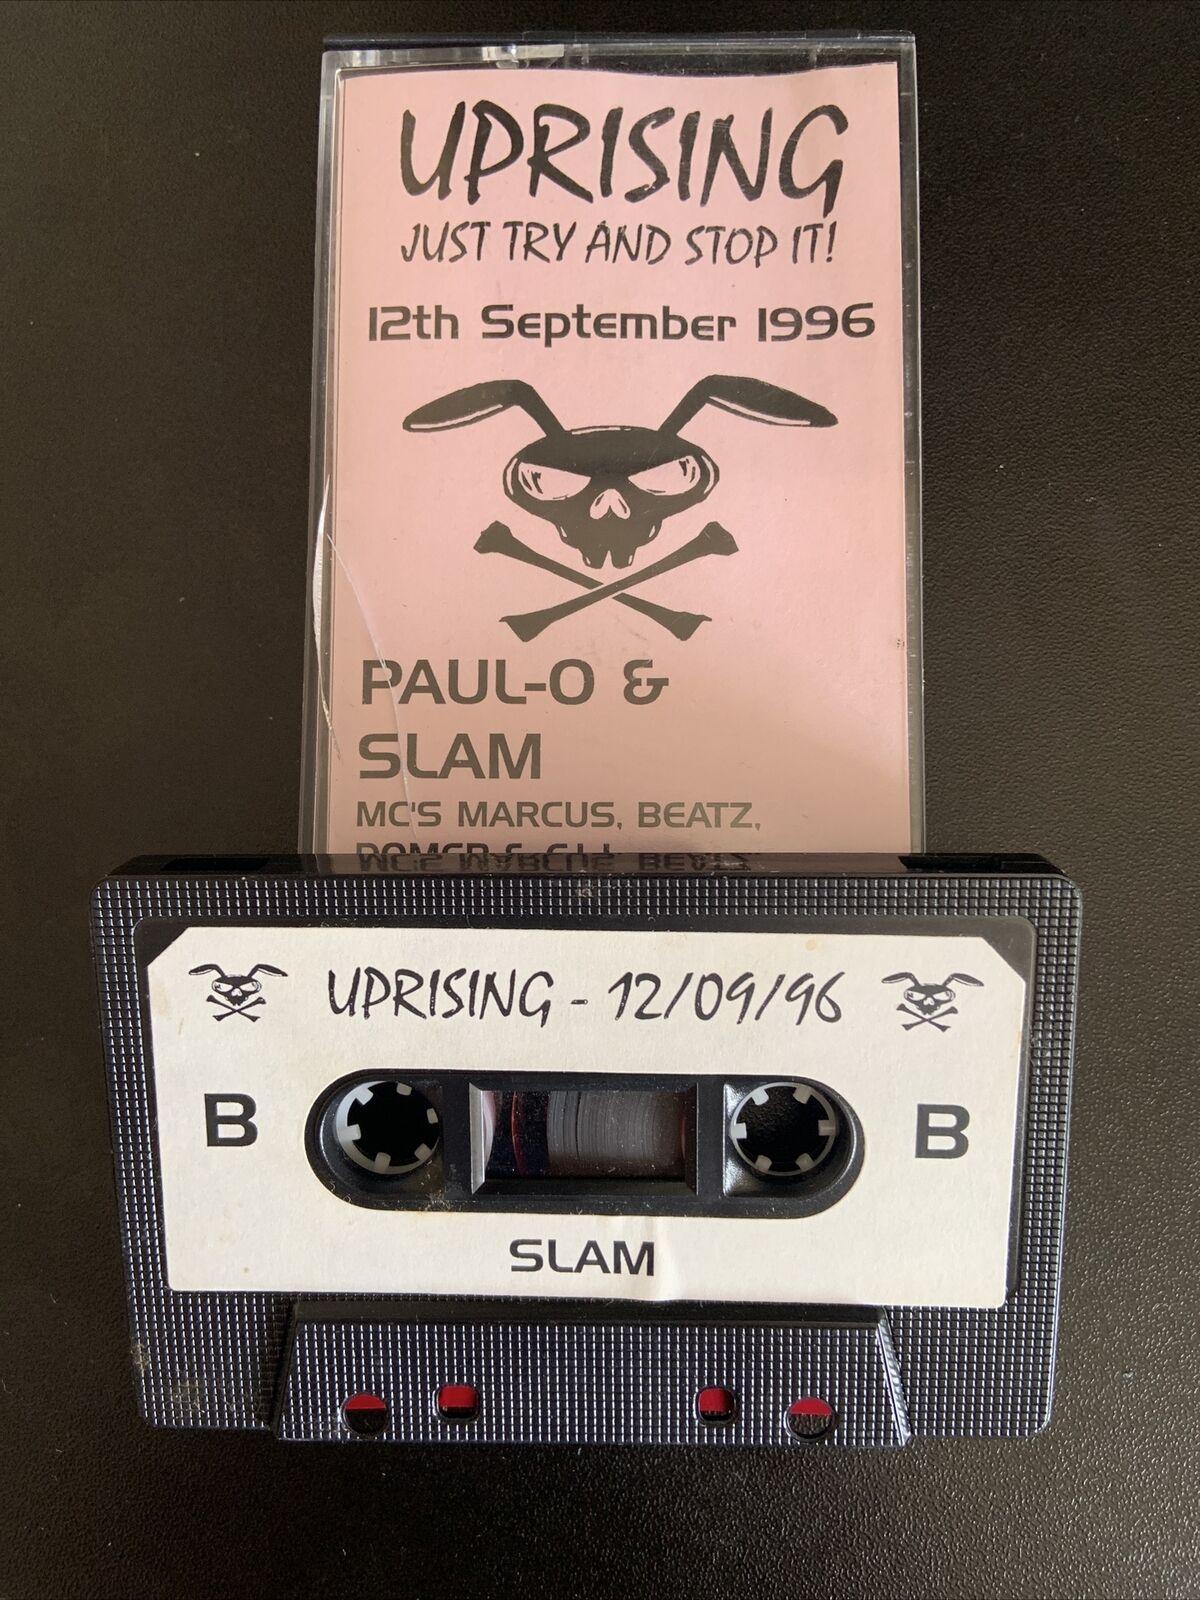 UPRISING
JUST TRY AND STOP IT!
12th September 1996
PAUL-O &
SLAM
MC'S MARCUS, BEATZ,
UPRISING - 12/09/96
B B
SLAM